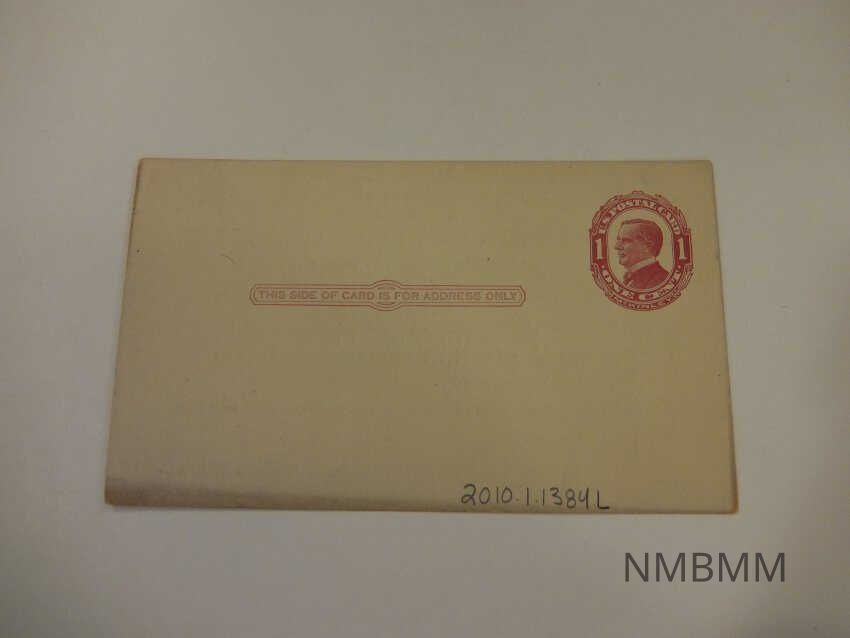 U.S. POSTAL CARD
1 1
ONE CENT
THIS SIDE OF CARD IS FOR ADDRESS ONLY
2010.1.1384L
NMBMM